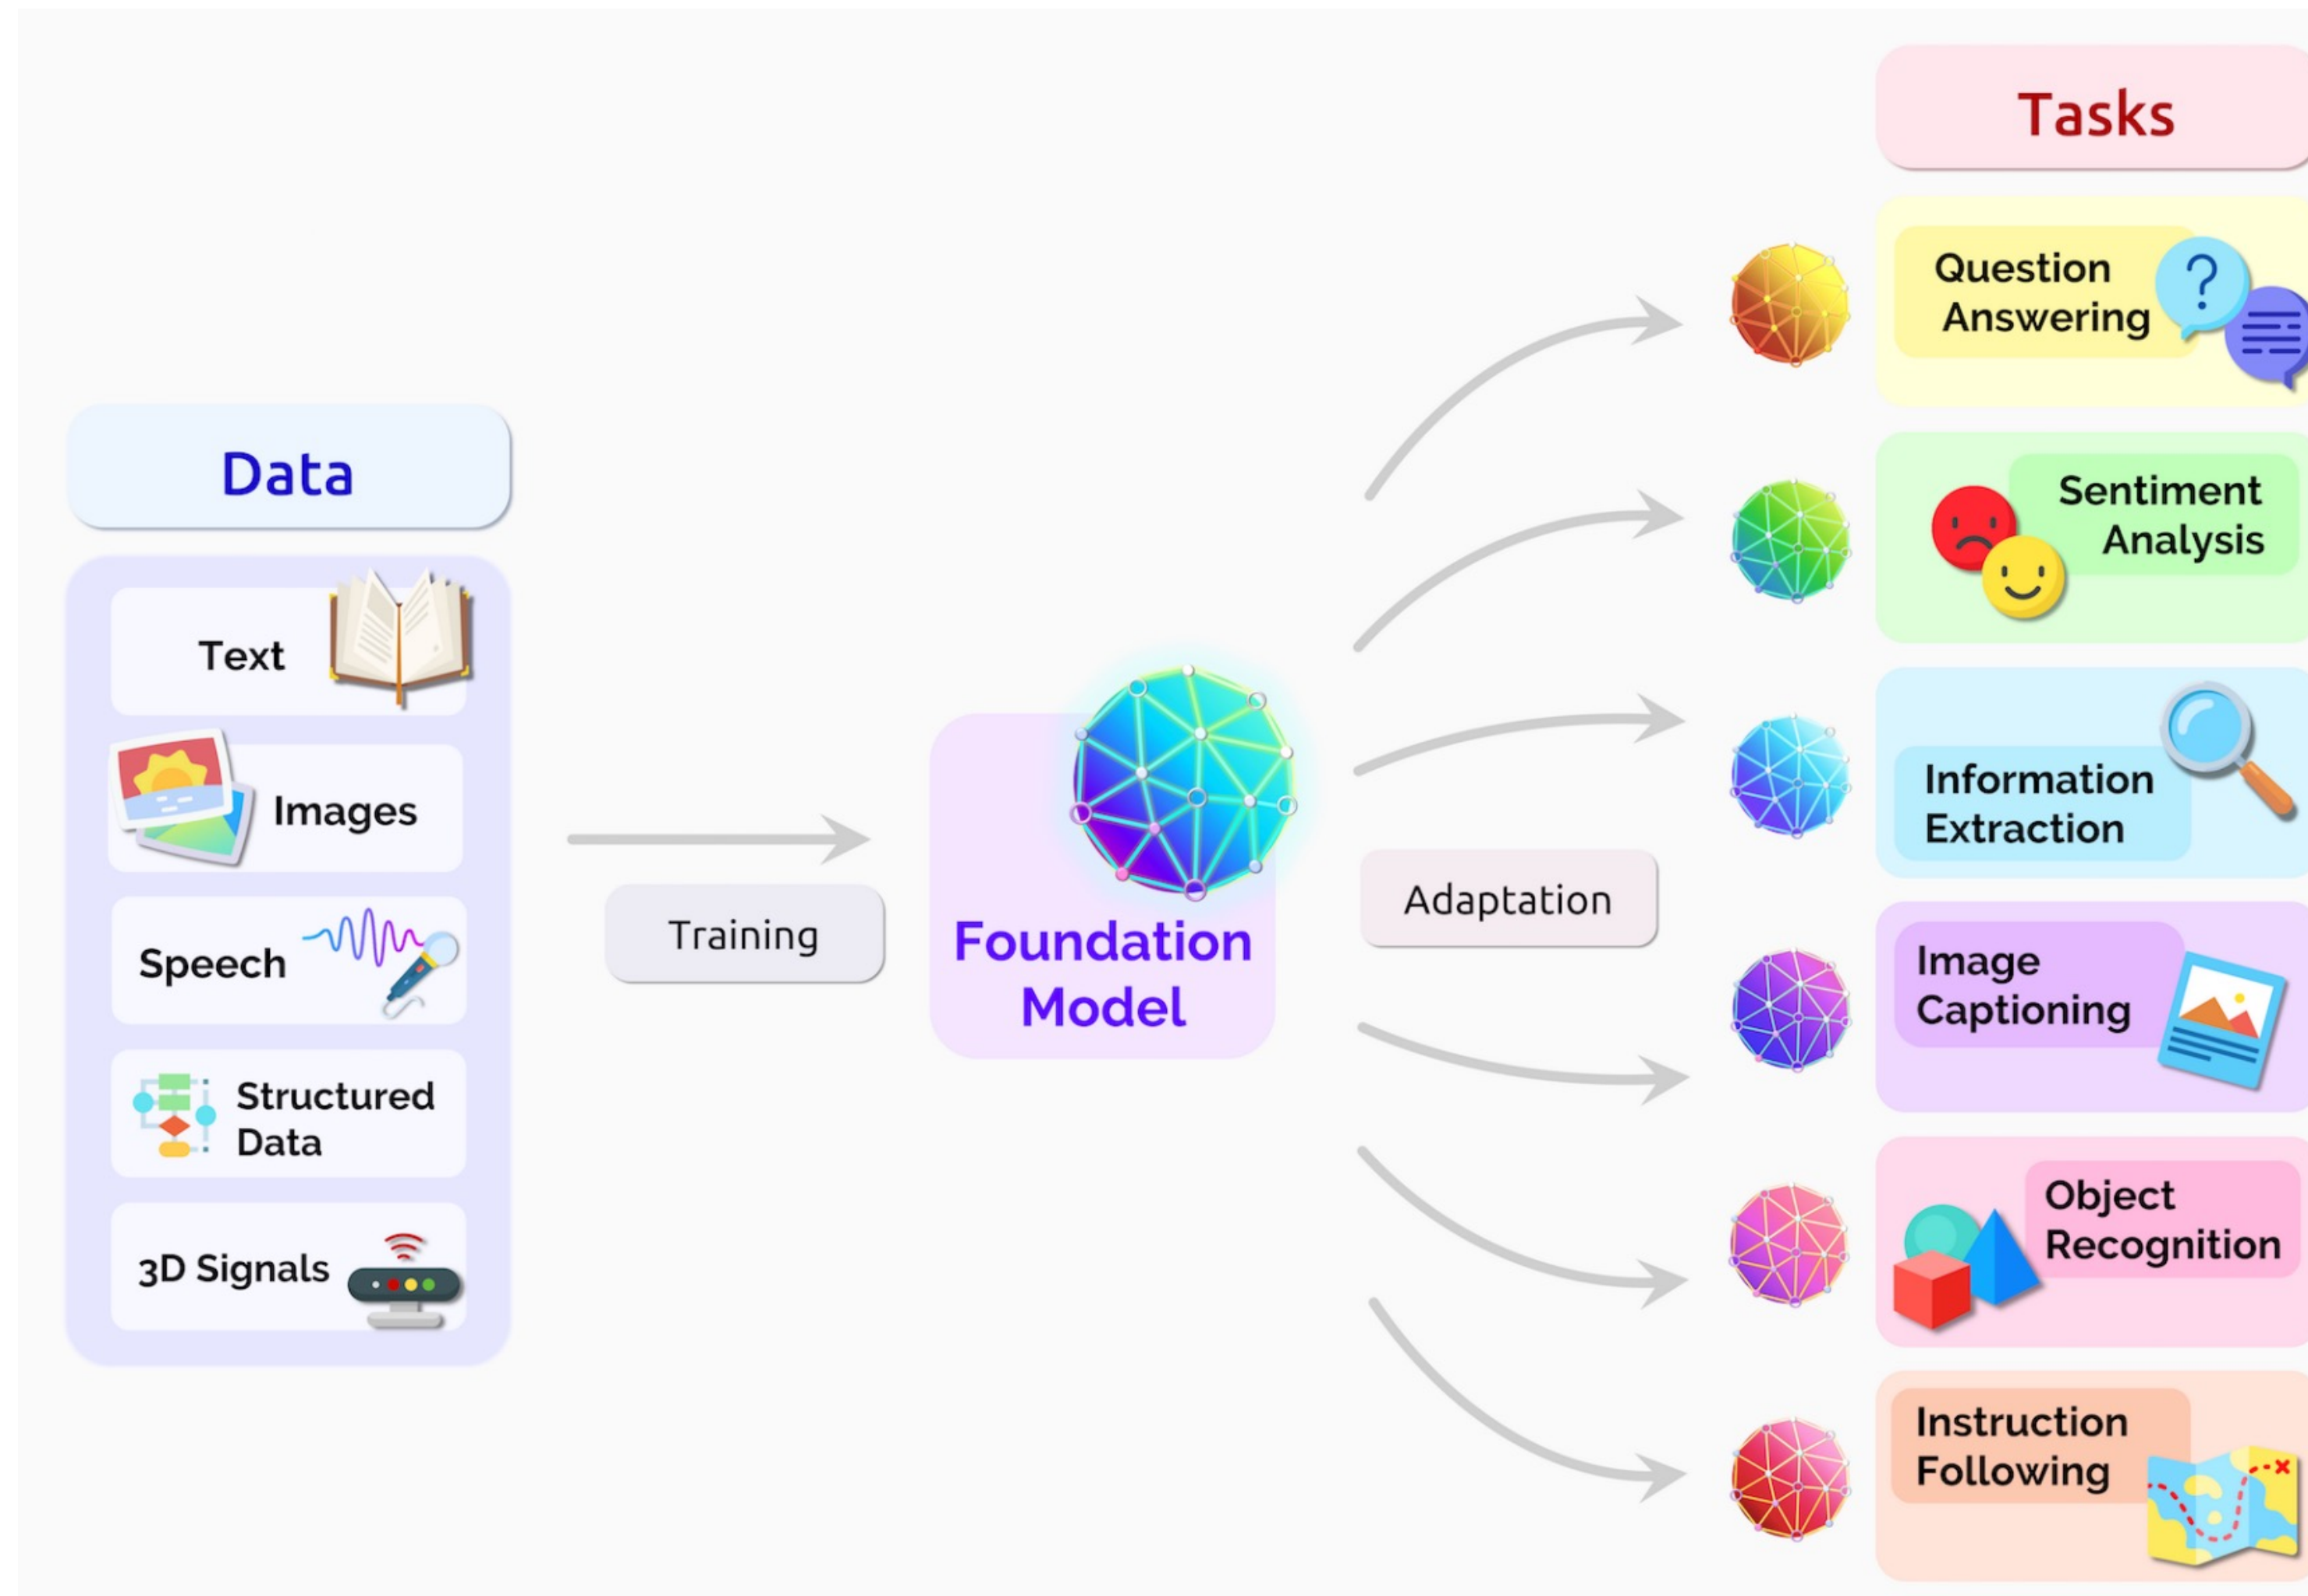 Data
Text
Images
Speech
Structured
Data
3D Signals
Training
Foundation
Model
Adaptation
Tasks
Question
Answering
Sentiment
Analysis
Information
Extraction
Image
Captioning
Object
Recognition
Instruction
Following